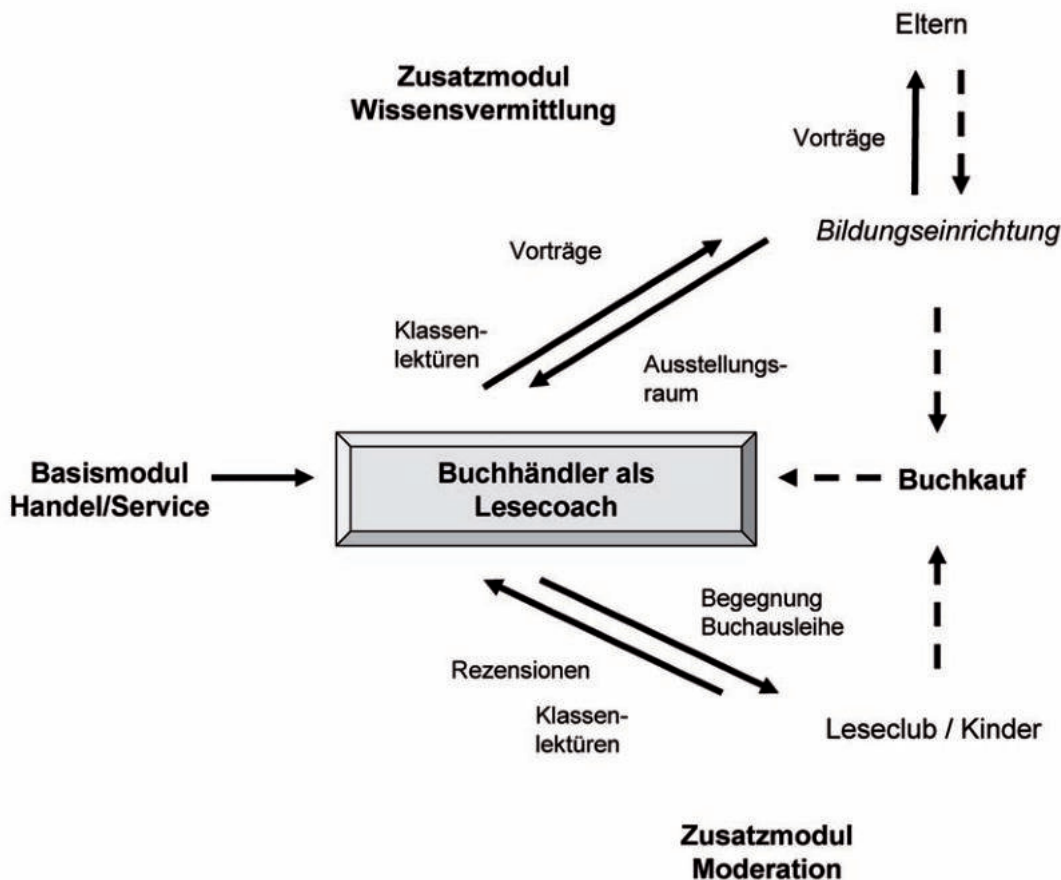 Eltern
Zusatzmodul
Wissensvermittlung
Vorträge
Bildungseinrichtung
Vorträge
Klassen-
lektüren
Ausstellungs-
raum
Basismodul
Handel/Service
Buchhändler als
Lesecoach
Buchkauf
Begegnung
Buchausleihe
Rezensionen
Klassen-
lektüren
Leseclub / Kinder
Zusatzmodul
Moderation